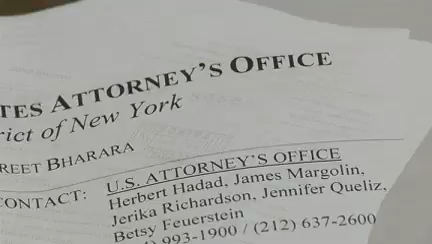 TES ATTORNEY'S OFFICE
rict of New York
REET BHARARA
ONTACT: U.S. ATTORNEY'S OFFICE
Herbert Hadad, James Margolin,
Jerika Richardson, Jennifer Queliz,
Betsy Feuerstein
) 993-1900 / (212) 637-2600